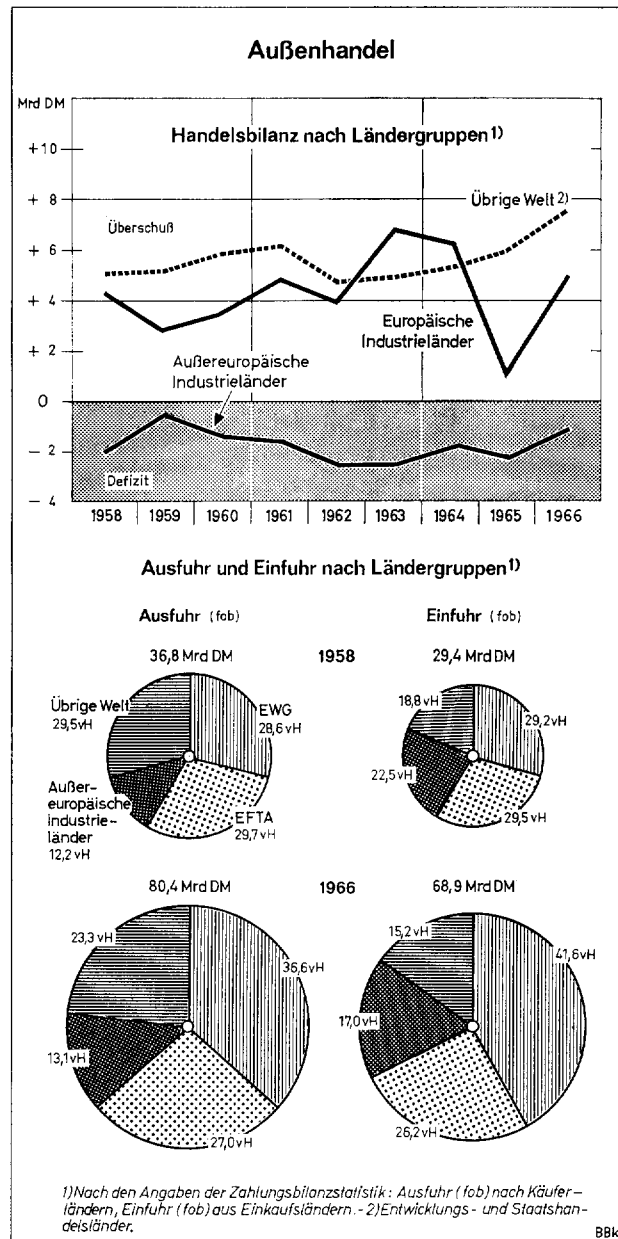 Außenhandel
Mrd DM
Handelsbilanz nach Ländergruppen 1)
+10
+ 8
Übrige Welt 2)
Überschuß
+ 6
+ 4
Europäische
Industrieländer
+ 2
Außereuropäische
Industrieländer
0
- 2
Defizit
- 4
1958 1959 1960 1961 1962 1963 1964 1965 1966
Ausfuhr und Einfuhr nach Ländergruppen 1)
Ausfuhr (fob) Einfuhr (fob)
36,8 Mrd DM 1958 29,4 Mrd DM
Übrige Welt
29,5 vH
EWG
28,6 vH
Außer-
europäische
industrie-
länder
12,2 vH
EFTA
29,7 vH
18,8 vH
29,2 vH
22,5 vH
29,5 vH
80,4 Mrd DM 1966 68,9 Mrd DM
23,3 vH
36,6 vH
13,1 vH
27,0 vH
15,2 vH
41,6 vH
17,0 vH
26,2 vH
1) Nach den Angaben der Zahlungsbilanzstatistik: Ausfuhr (fob) nach Käufer-
ländern, Einfuhr (fob) aus Einkaufsländern.- 2) Entwicklungs- und Staatshan-
delsländer.
BBk